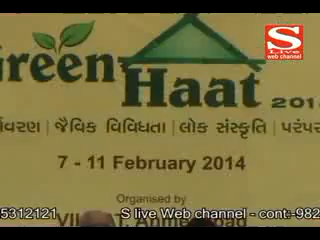 S
Live
web channel
Green
Haat 201
ર્યાવરણ | જૈવિક વિવિધતા | લોક સંસ્કૃતિ | પરંપર
7 - 11 February 2014
Organised by
5312121 S live Web channel - cont:-982